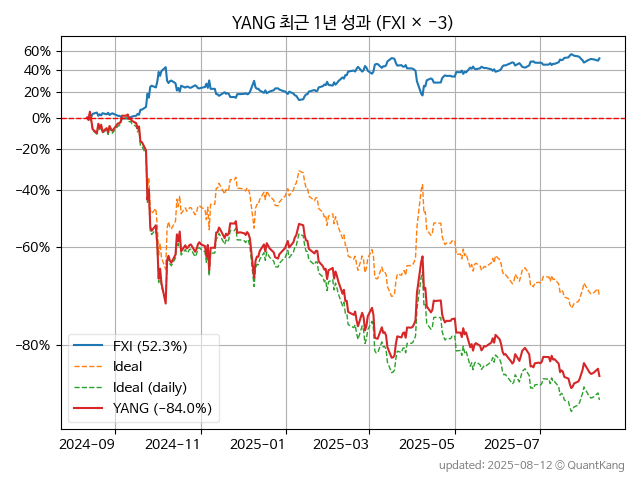 YANG 최근 1년 성과 (FXI × −3)
60%
40%
20%
0%
−20%
−40%
−60%
−80%
FXI (52.3%)
Ideal
Ideal (daily)
YANG (−84.0%)
2024−09 2024−11 2025−01 2025−03 2025−05 2025−07
updated: 2025-08-12 © QuantKang